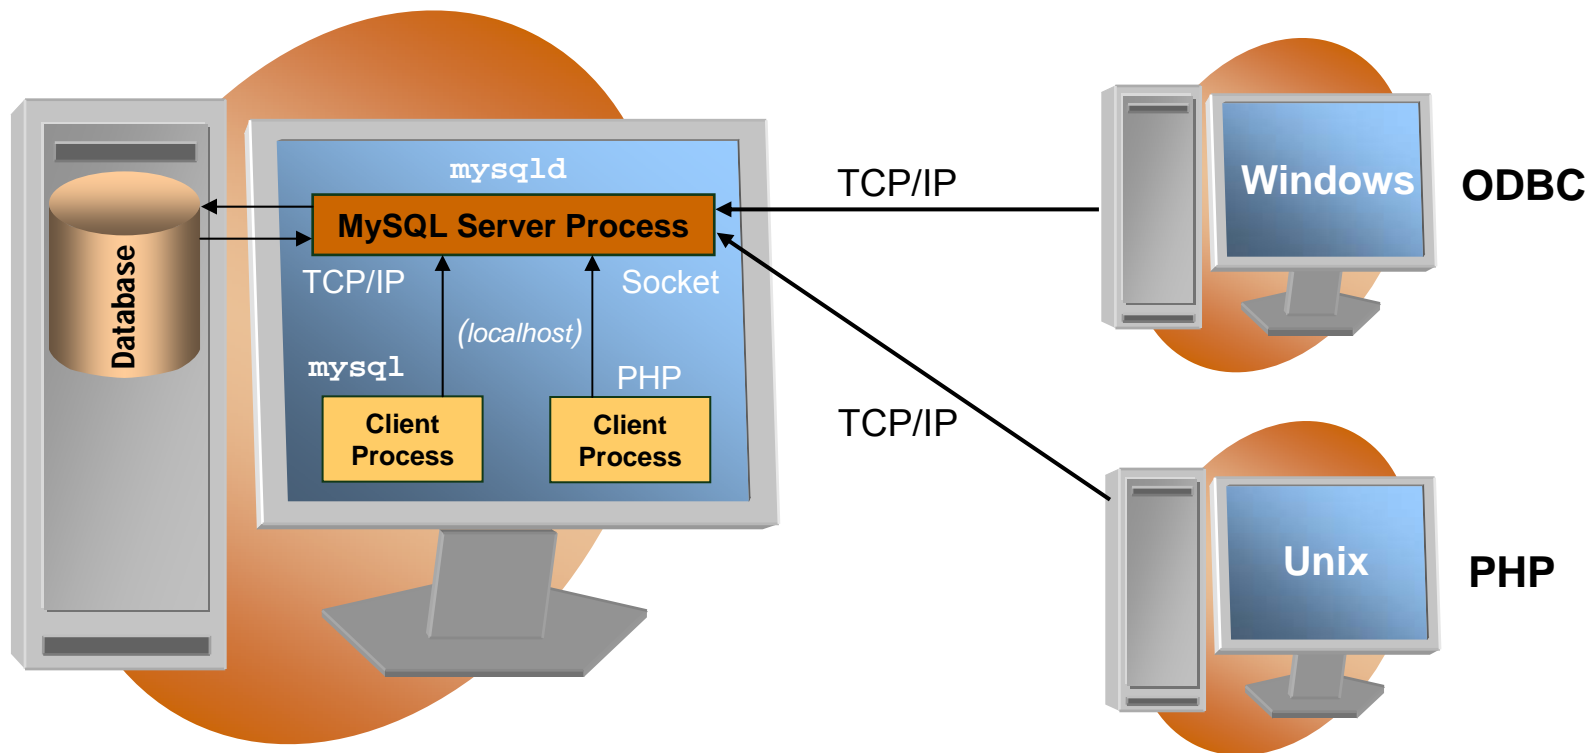 mysqld
MySQL Server Process
TCP/IP
Socket
(localhost)
mysql
PHP
Client
Process
Client
Process
Database
TCP/IP
Windows
ODBC
TCP/IP
Unix
PHP